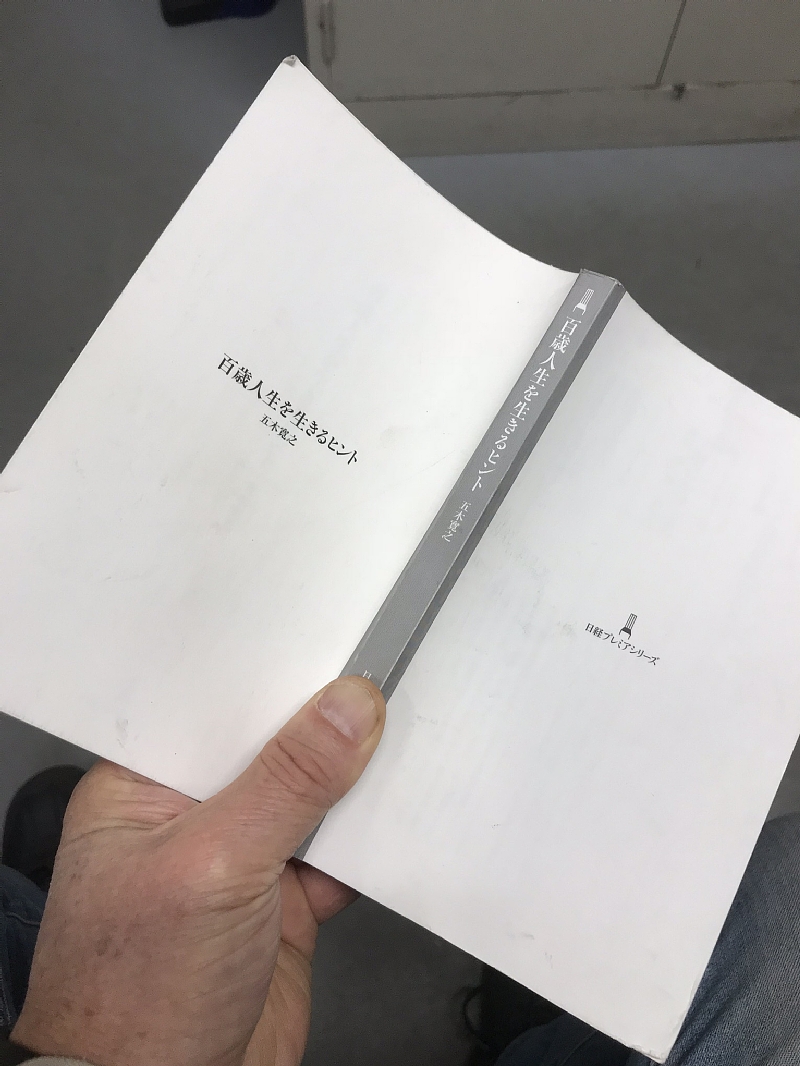 百歳人生を生きるヒント
五木寛之
百歳人生を生きるヒント 五木寛之 日
日経プレミアシリーズ